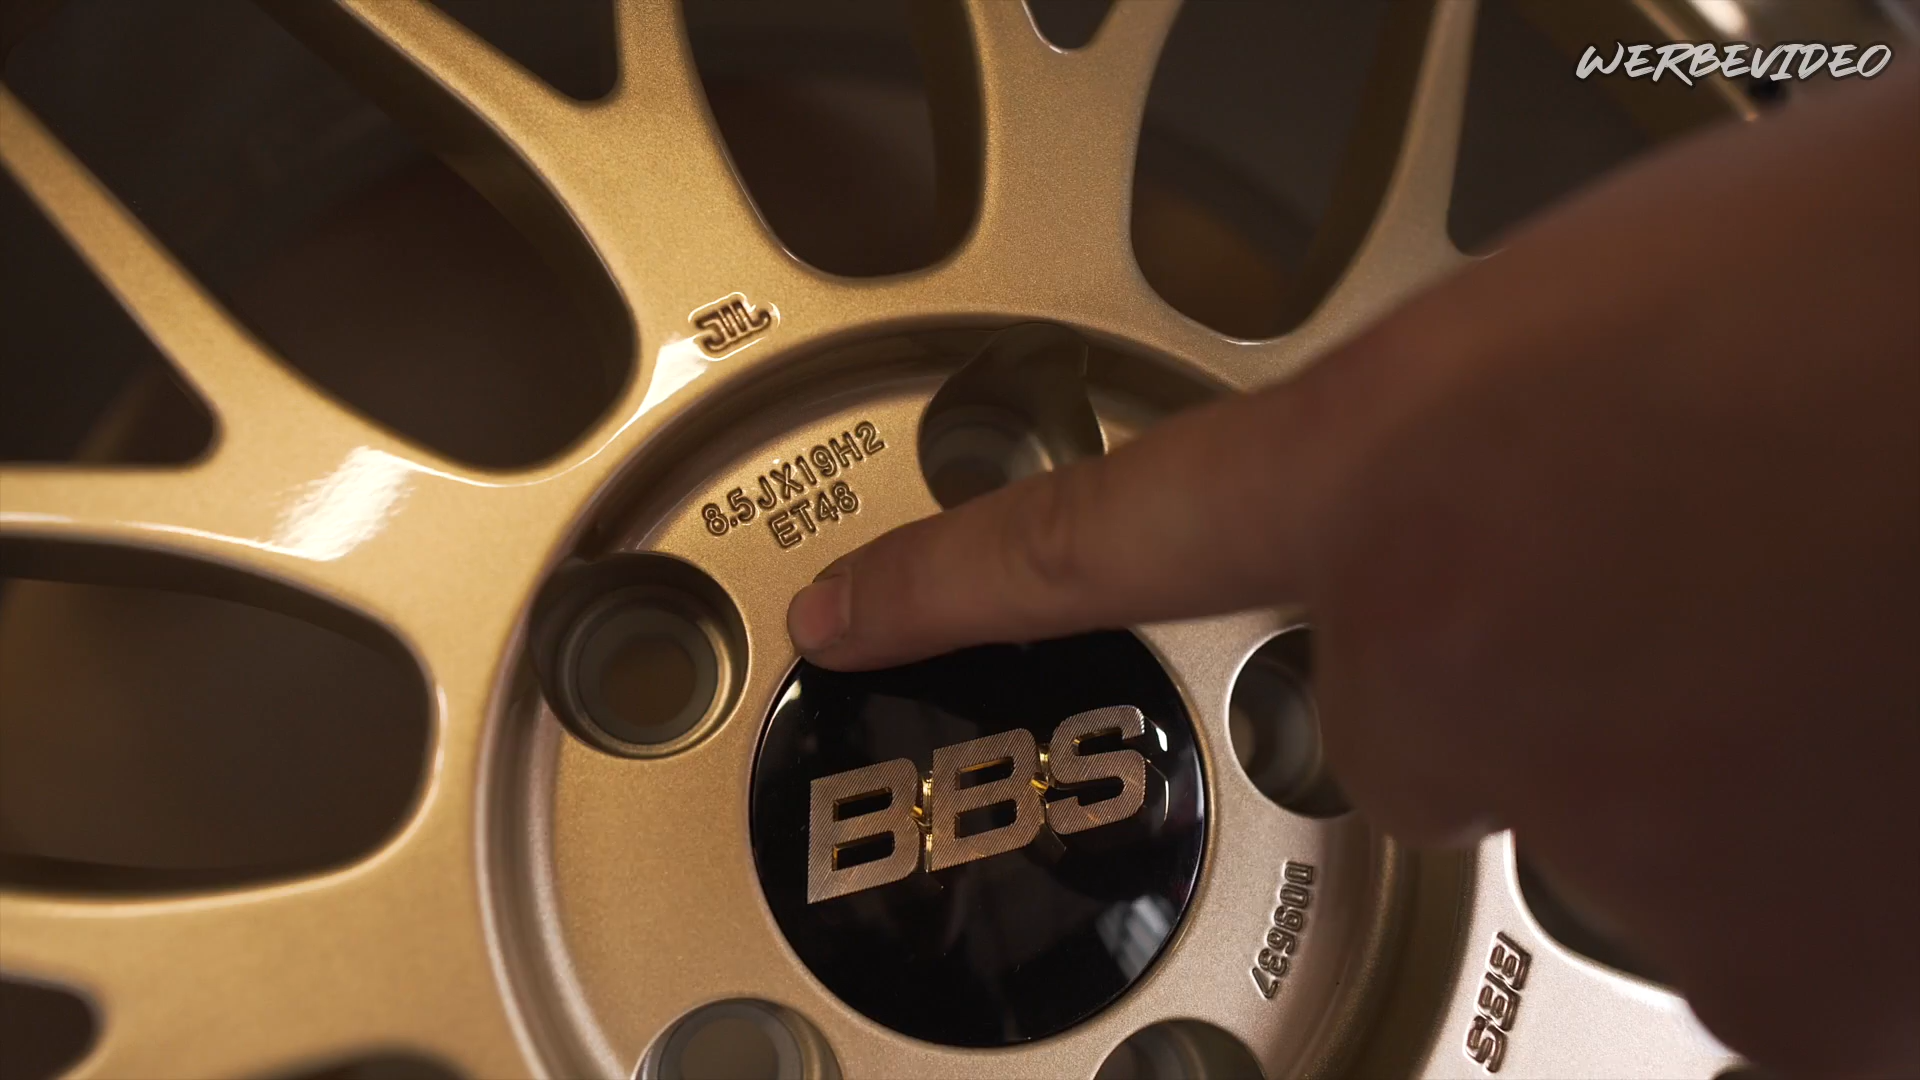 WERBEVIDEO
JWL
8.5JX19H2
ET48
BBS
D09637
BBS